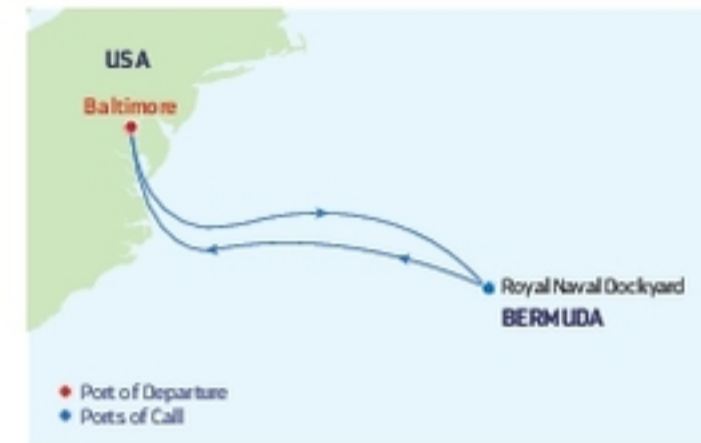 USA
Baltimore
Royal Naval Dockyard
BERMUDA
Port of Departure
Ports of Call